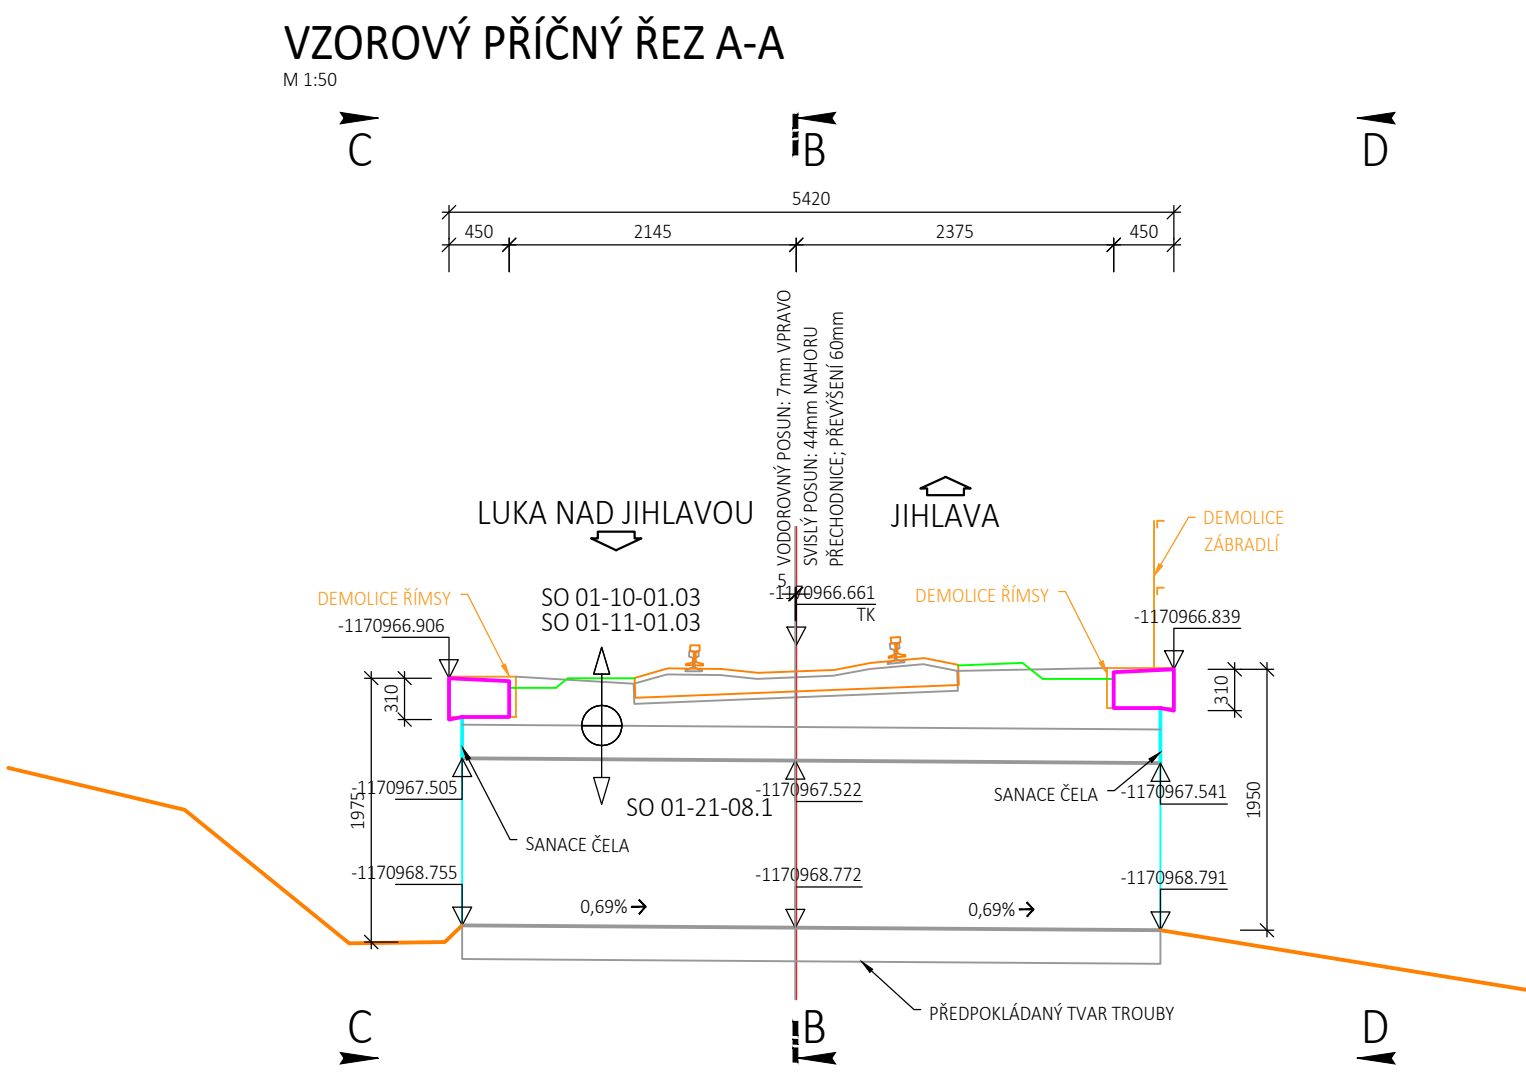 VZOROVÝ PŘÍČNÝ ŘEZ A-A
M 1:50
C
B
D
5420
450
2145
2375
450
VODOROVNÝ POSUN: 7mm VPRAVO
SVISLÝ POSUN: 44mm NAHORU
PŘECHODNICE; PŘEVÝŠENÍ 60mm
LUKA NAD JIHLAVOU
JIHLAVA
DEMOLICE
ZÁBRADLÍ
5
DEMOLICE ŘÍMSY
SO 01-10-01.03
SO 01-11-01.03
-1170966.661
TK
DEMOLICE ŘÍMSY
-1170966.906
-1170966.839
310
310
1975
-1170967.505
SO 01-21-08.1
-1170967.522
SANACE ČELA
-1170967.541
1950
SANACE ČELA
-1170968.755
-1170968.772
-1170968.791
0,69%
0,69%
PŘEDPOKLÁDANÝ TVAR TROUBY
C
B
D